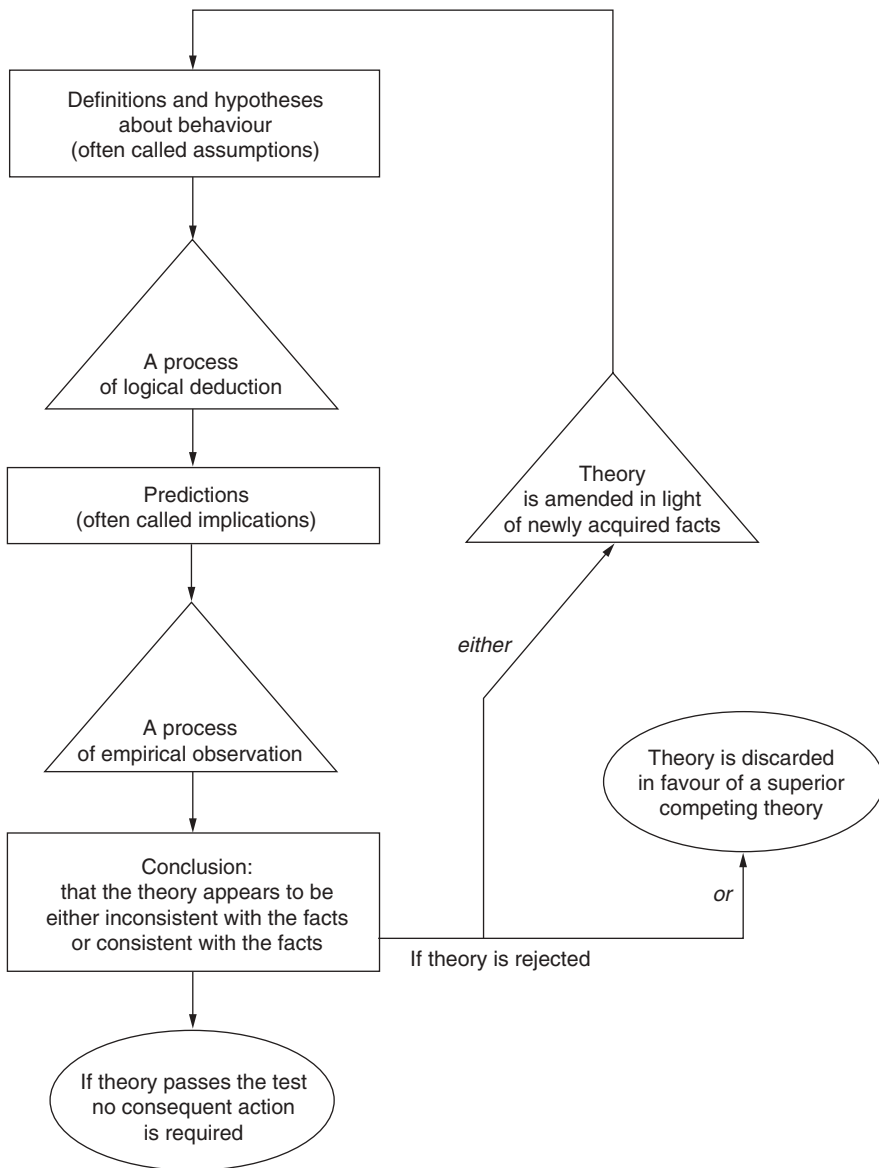 Definitions and hypotheses
about behaviour
(often called assumptions)
A process
of logical deduction
Predictions
(often called implications)
A process
of empirical observation
Conclusion:
that the theory appears to be
either inconsistent with the facts
or consistent with the facts
If theory passes the test
no consequent action
is required
If theory is rejected
either
Theory
is amended in light
of newly acquired facts
or
Theory is discarded
in favour of a superior
competing theory